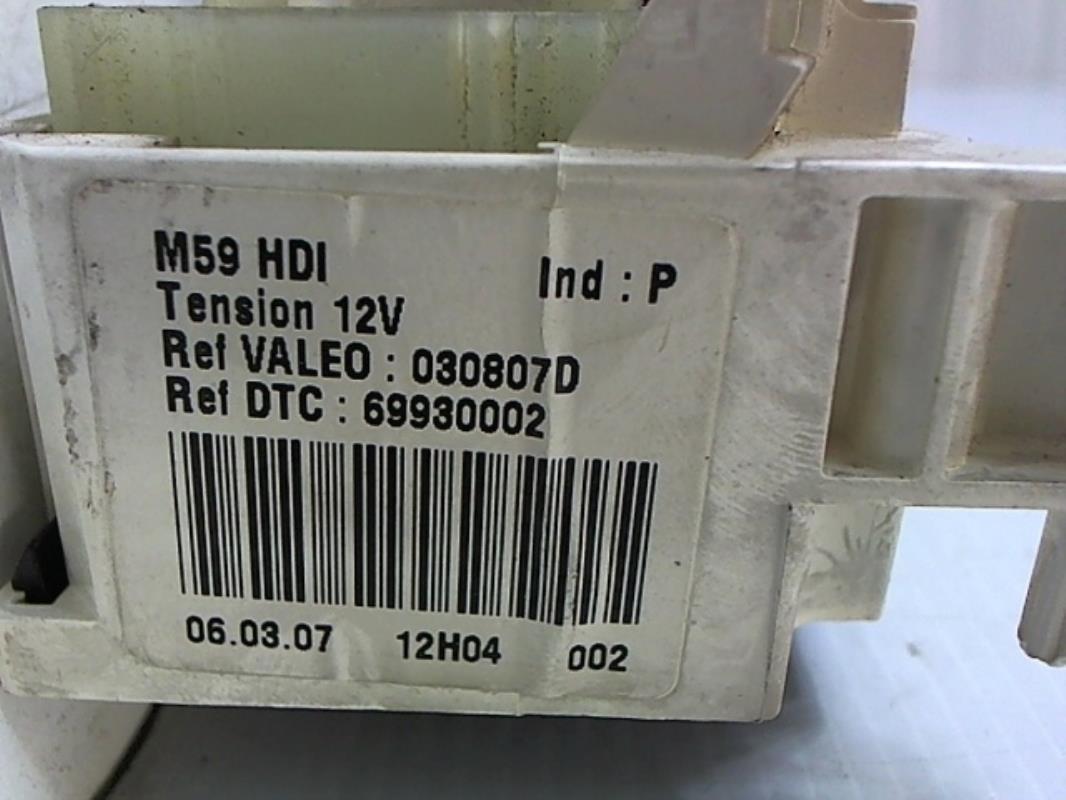 M59 HDI
Ind : P
Tension 12V
Ref VALEO : 030807D
Ref DTC : 69930002
06.03.07 12H04 002